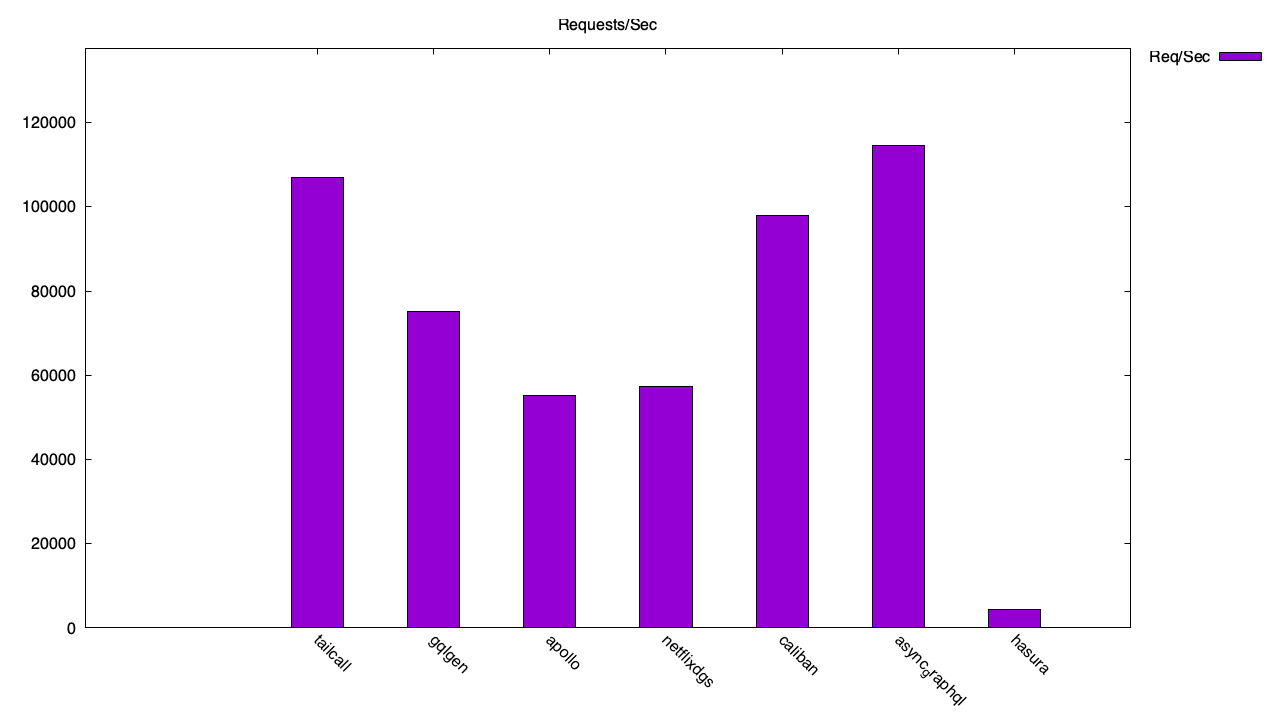 Requests/Sec
Req/Sec
120000
100000
80000
60000
40000
20000
0
tailcall
gqlgen
apollo
netflixdgs
caliban
async_graphql
hasura